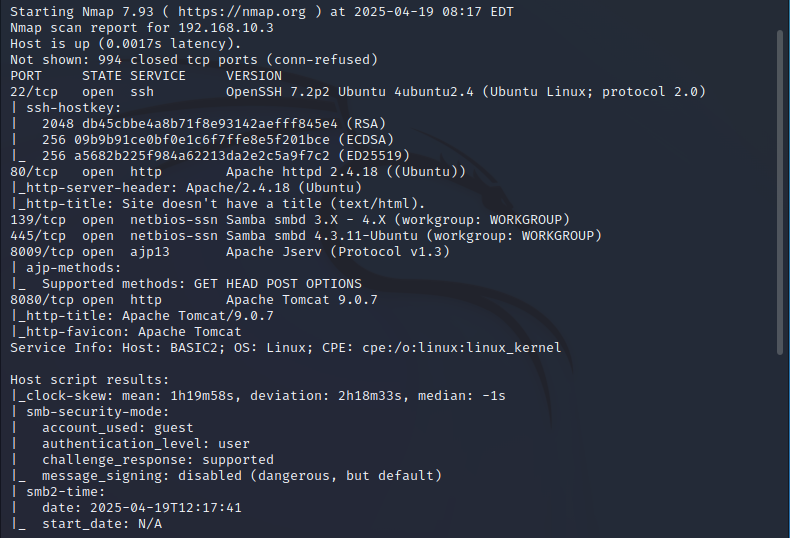 Starting Nmap 7.93 ( https://nmap.org ) at 2025-04-19 08:17 EDT
Nmap scan report for 192.168.10.3
Host is up (0.0017s latency).
Not shown: 994 closed tcp ports (conn-refused)
PORT     STATE SERVICE     VERSION
22/tcp   open  ssh         OpenSSH 7.2p2 Ubuntu 4ubuntu2.4 (Ubuntu Linux; protocol 2.0)
| ssh-hostkey:
|   2048 db45cbbe4a8b71f8e93142aefff845e4 (RSA)
|   256 09b9b91ce0bf0e1c6f7ffe8e5f201bce (ECDSA)
|_  256 a5682b225f984a62213da2e2c5a9f7c2 (ED25519)
80/tcp   open  http        Apache httpd 2.4.18 ((Ubuntu))
|_http-server-header: Apache/2.4.18 (Ubuntu)
|_http-title: Site doesn't have a title (text/html).
139/tcp  open  netbios-ssn Samba smbd 3.X - 4.X (workgroup: WORKGROUP)
445/tcp  open  netbios-ssn Samba smbd 4.3.11-Ubuntu (workgroup: WORKGROUP)
8009/tcp open  ajp13       Apache Jserv (Protocol v1.3)
| ajp-methods:
|_  Supported methods: GET HEAD POST OPTIONS
8080/tcp open  http        Apache Tomcat 9.0.7
|_http-title: Apache Tomcat/9.0.7
|_http-favicon: Apache Tomcat
Service Info: Host: BASIC2; OS: Linux; CPE: cpe:/o:linux:linux_kernel

Host script results:
|_clock-skew: mean: 1h19m58s, deviation: 2h18m33s, median: -1s
| smb-security-mode:
|   account_used: guest
|   authentication_level: user
|   challenge_response: supported
|_  message_signing: disabled (dangerous, but default)
| smb2-time:
|   date: 2025-04-19T12:17:41
|_  start_date: N/A